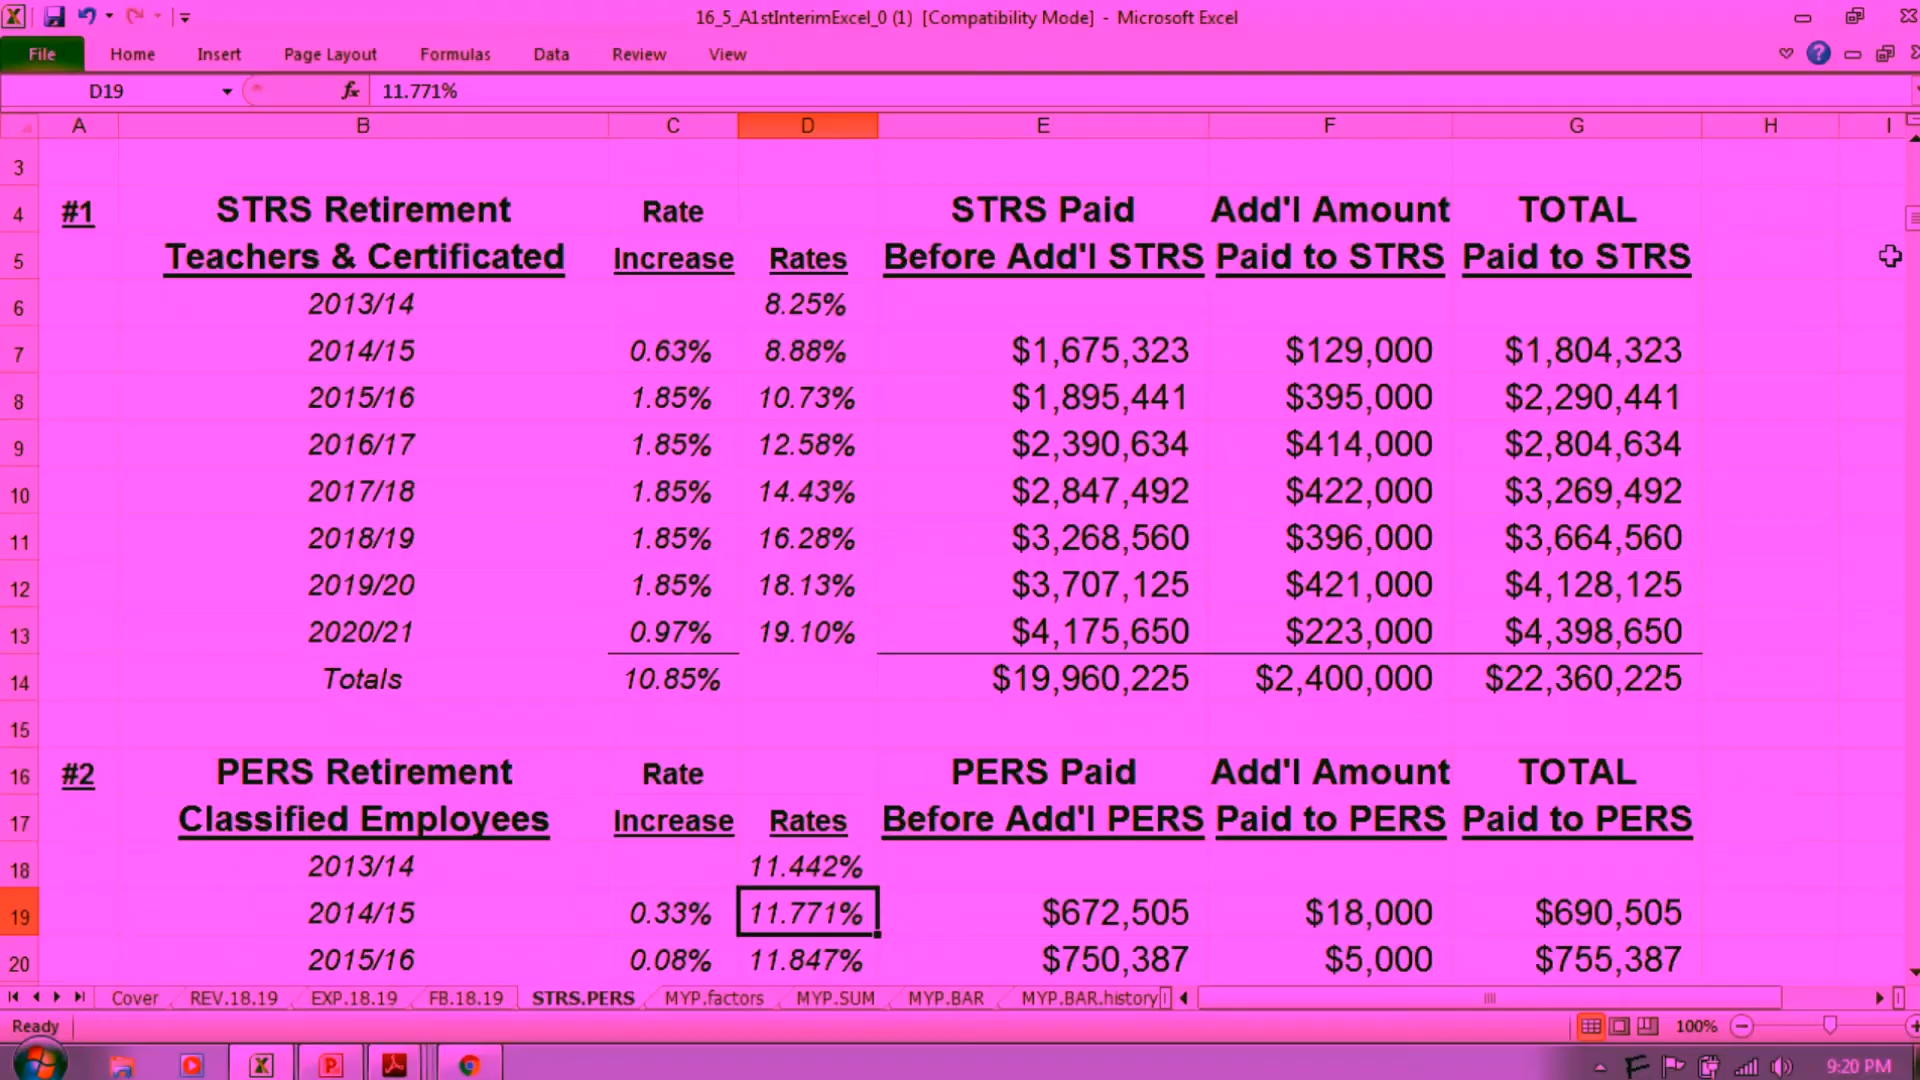 16_5_A1stInterimExcel_0 (1) [Compatibility Mode] - Microsoft Excel
File Home Insert Page Layout Formulas Data Review View
D19 fx 11.771%
A B C D E F G H I
3
4 #1 STRS Retirement Rate STRS Paid Add'l Amount TOTAL
5 Teachers & Certificated Increase Rates Before Add'l STRS Paid to STRS Paid to STRS
6 2013/14 8.25%
7 2014/15 0.63% 8.88% $1,675,323 $129,000 $1,804,323
8 2015/16 1.85% 10.73% $1,895,441 $395,000 $2,290,441
9 2016/17 1.85% 12.58% $2,390,634 $414,000 $2,804,634
10 2017/18 1.85% 14.43% $2,847,492 $422,000 $3,269,492
11 2018/19 1.85% 16.28% $3,268,560 $396,000 $3,664,560
12 2019/20 1.85% 18.13% $3,707,125 $421,000 $4,128,125
13 2020/21 0.97% 19.10% $4,175,650 $223,000 $4,398,650
14 Totals 10.85% $19,960,225 $2,400,000 $22,360,225
15
16 #2 PERS Retirement Rate PERS Paid Add'l Amount TOTAL
17 Classified Employees Increase Rates Before Add'l PERS Paid to PERS Paid to PERS
18 2013/14 11.442%
19 2014/15 0.33% 11.771% $672,505 $18,000 $690,505
20 2015/16 0.08% 11.847% $750,387 $5,000 $755,387
Cover REV.18.19 EXP.18.19 FB.18.19 STRS.PERS MYP.factors MYP.SUM MYP.BAR MYP.BAR.history
Ready 100%
9:20 PM